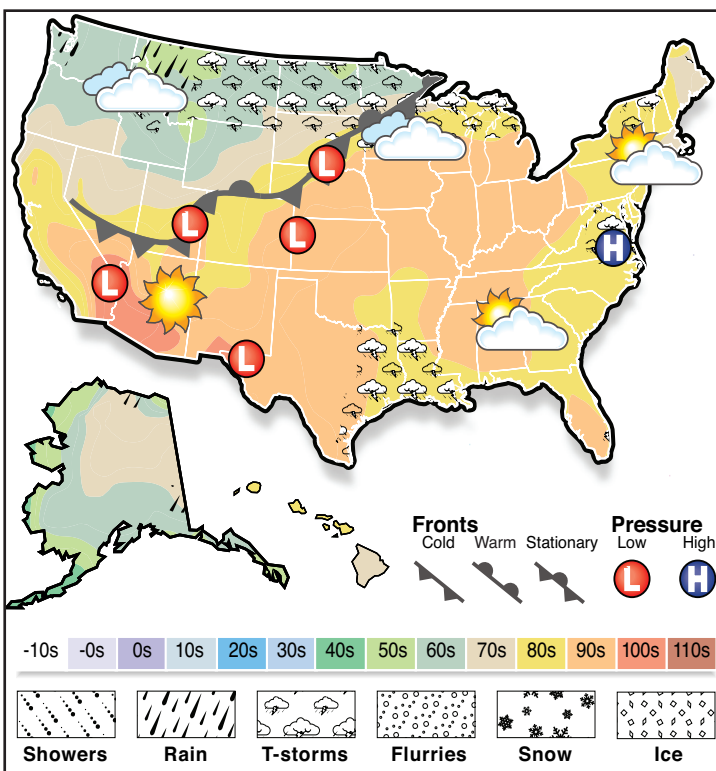 L
L
L
H
L
L
Fronts Pressure
Cold Warm Stationary Low High
L H
-10s -0s 0s 10s 20s 30s 40s 50s 60s 70s 80s 90s 100s 110s
Showers Rain T-storms Flurries Snow Ice